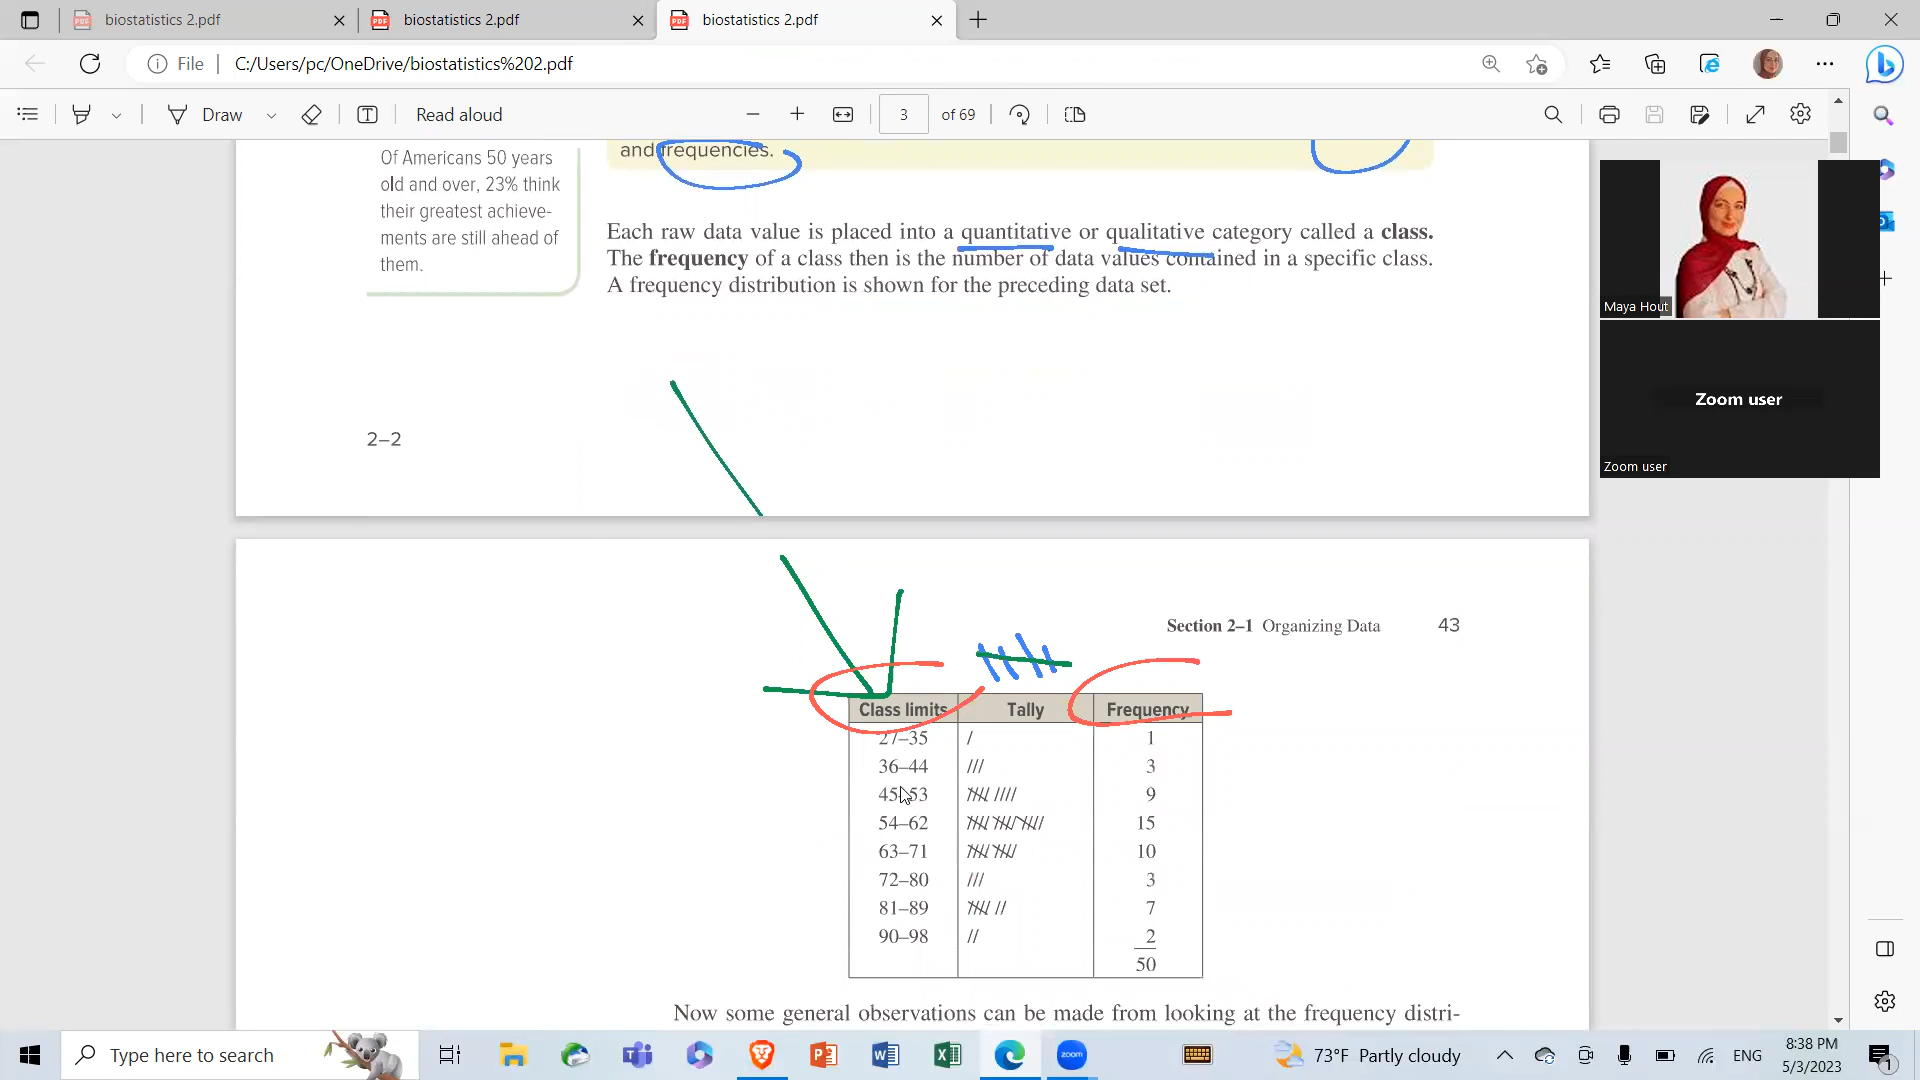 biostatistics 2.pdf
biostatistics 2.pdf
biostatistics 2.pdf
File
C:/Users/pc/OneDrive/biostatistics%202.pdf
Draw
Read aloud
3
of 69
Of Americans 50 years
old and over, 23% think
their greatest achieve-
ments are still ahead of
them.
and frequencies.
Each raw data value is placed into a quantitative or qualitative category called a class.
The frequency of a class then is the number of data values contained in a specific class.
A frequency distribution is shown for the preceding data set.
2–2
Maya Hout
Zoom user
Zoom user
Section 2–1 Organizing Data 43
Class limits Tally Frequency
27–35 / 1
36–44 /// 3
45–53 //// //// 9
54–62 15
63–71 10
72–80 /// 3
81–89 // 7
90–98 // 2
50
Now some general observations can be made from looking at the frequency distri-
Type here to search
zoom
73°F Partly cloudy
ENG
8:38 PM
5/3/2023
1